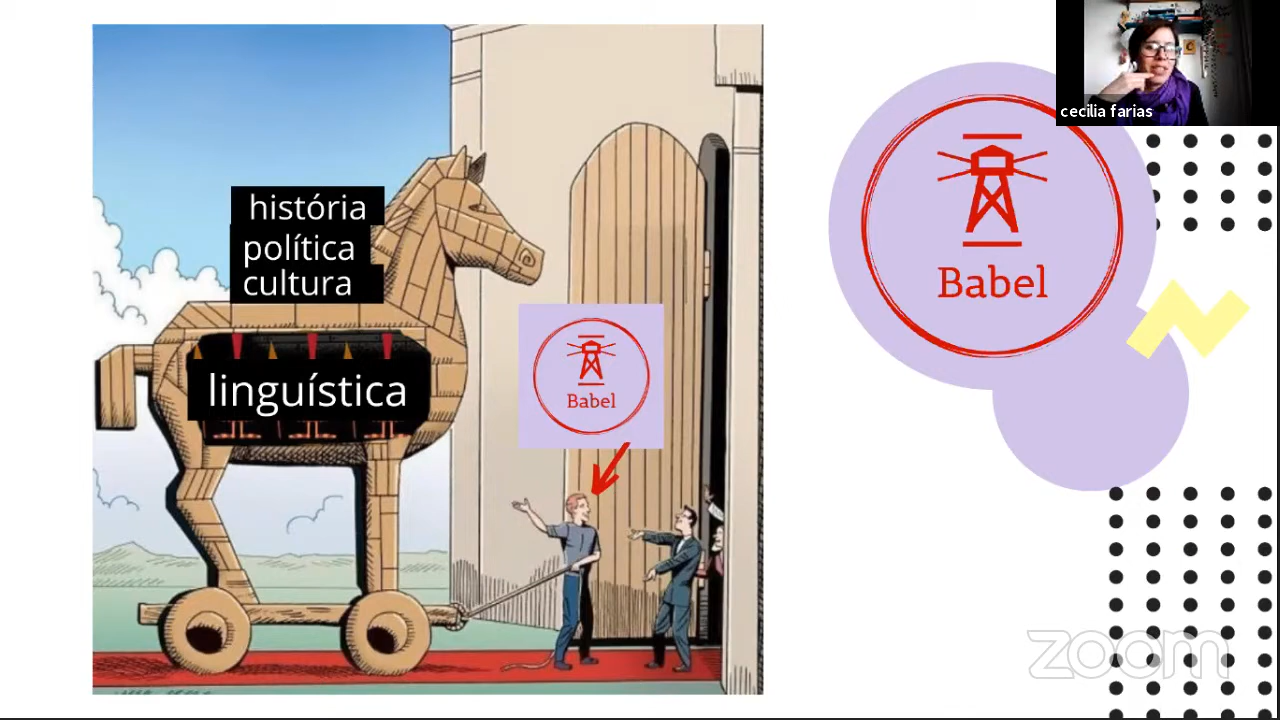 história
política
cultura
linguística
Babel
Babel
cecilia farias
zoom